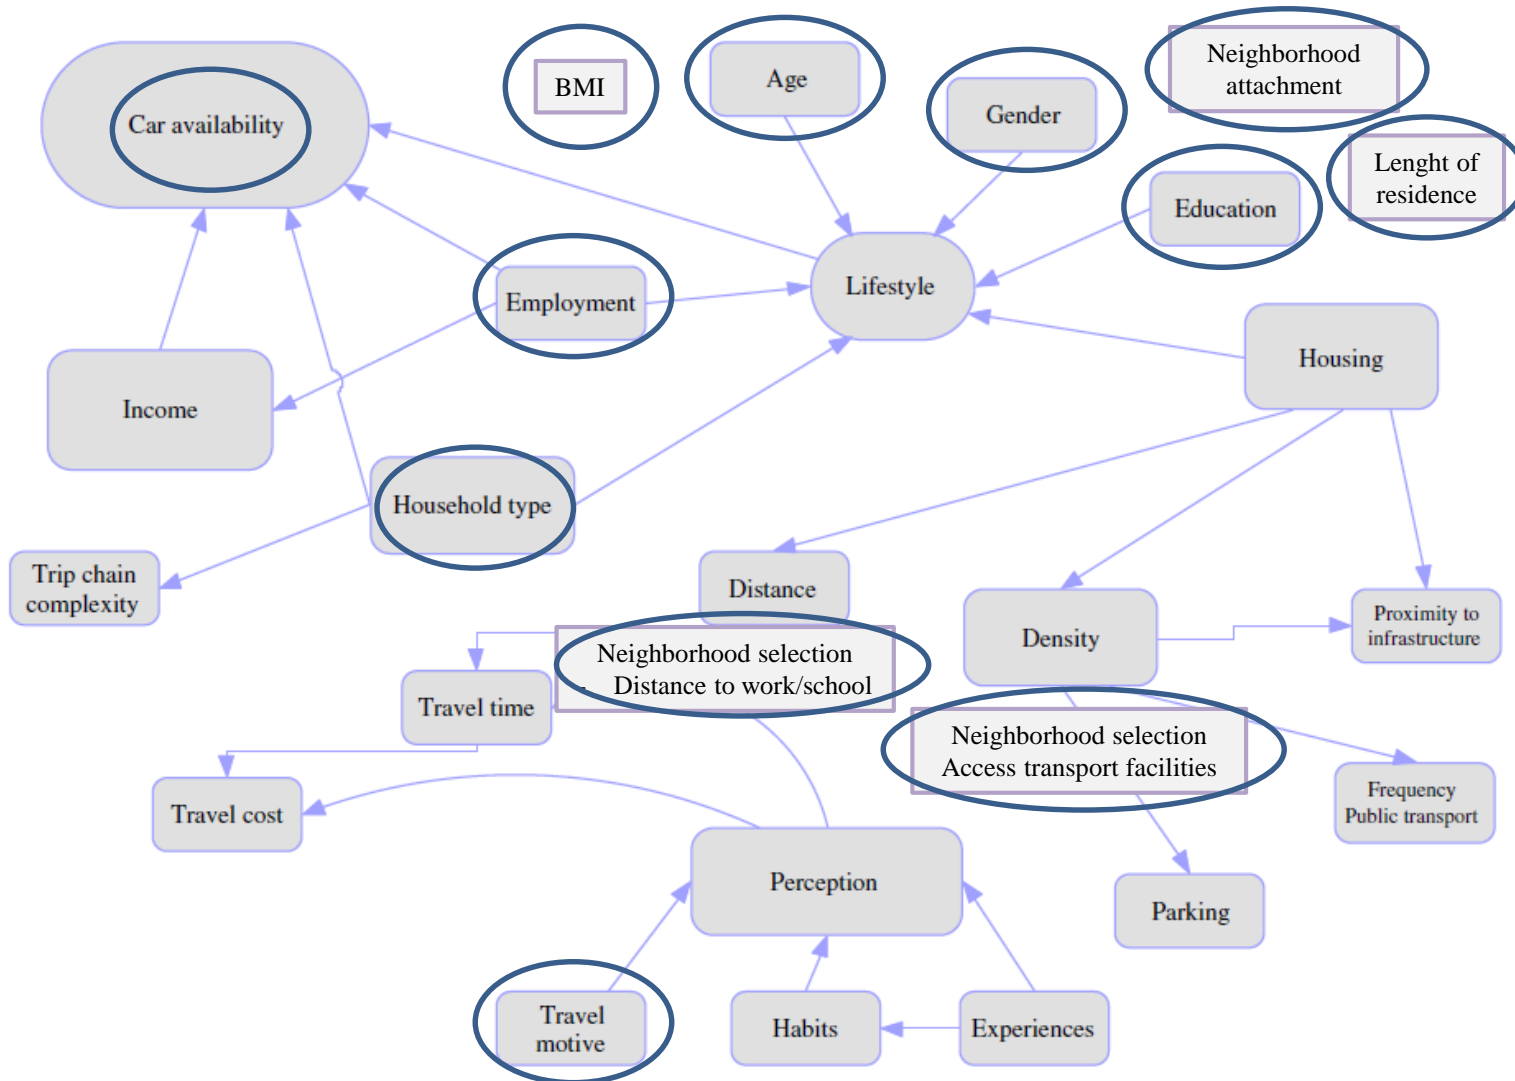 BMI
Age
Neighborhood
attachment
Car availability
Gender
Lenght of
residence
Education
Employment
Lifestyle
Housing
Income
Household type
Trip chain
complexity
Distance
Density
Proximity to
infrastructure
Neighborhood selection
- Distance to work/school
Travel time
Neighborhood selection
Access transport facilities
Travel cost
Frequency
Public transport
Perception
Parking
Travel
motive
Habits
Experiences